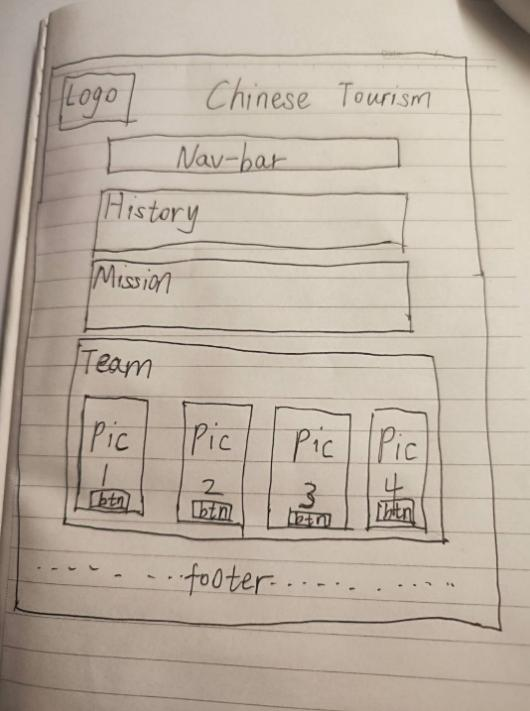 Logo Chinese Tourism
Nav-bar
History
Mission
Team
Pic Pic Pic Pic
1 2 3 4
btn btn btn btn
footer